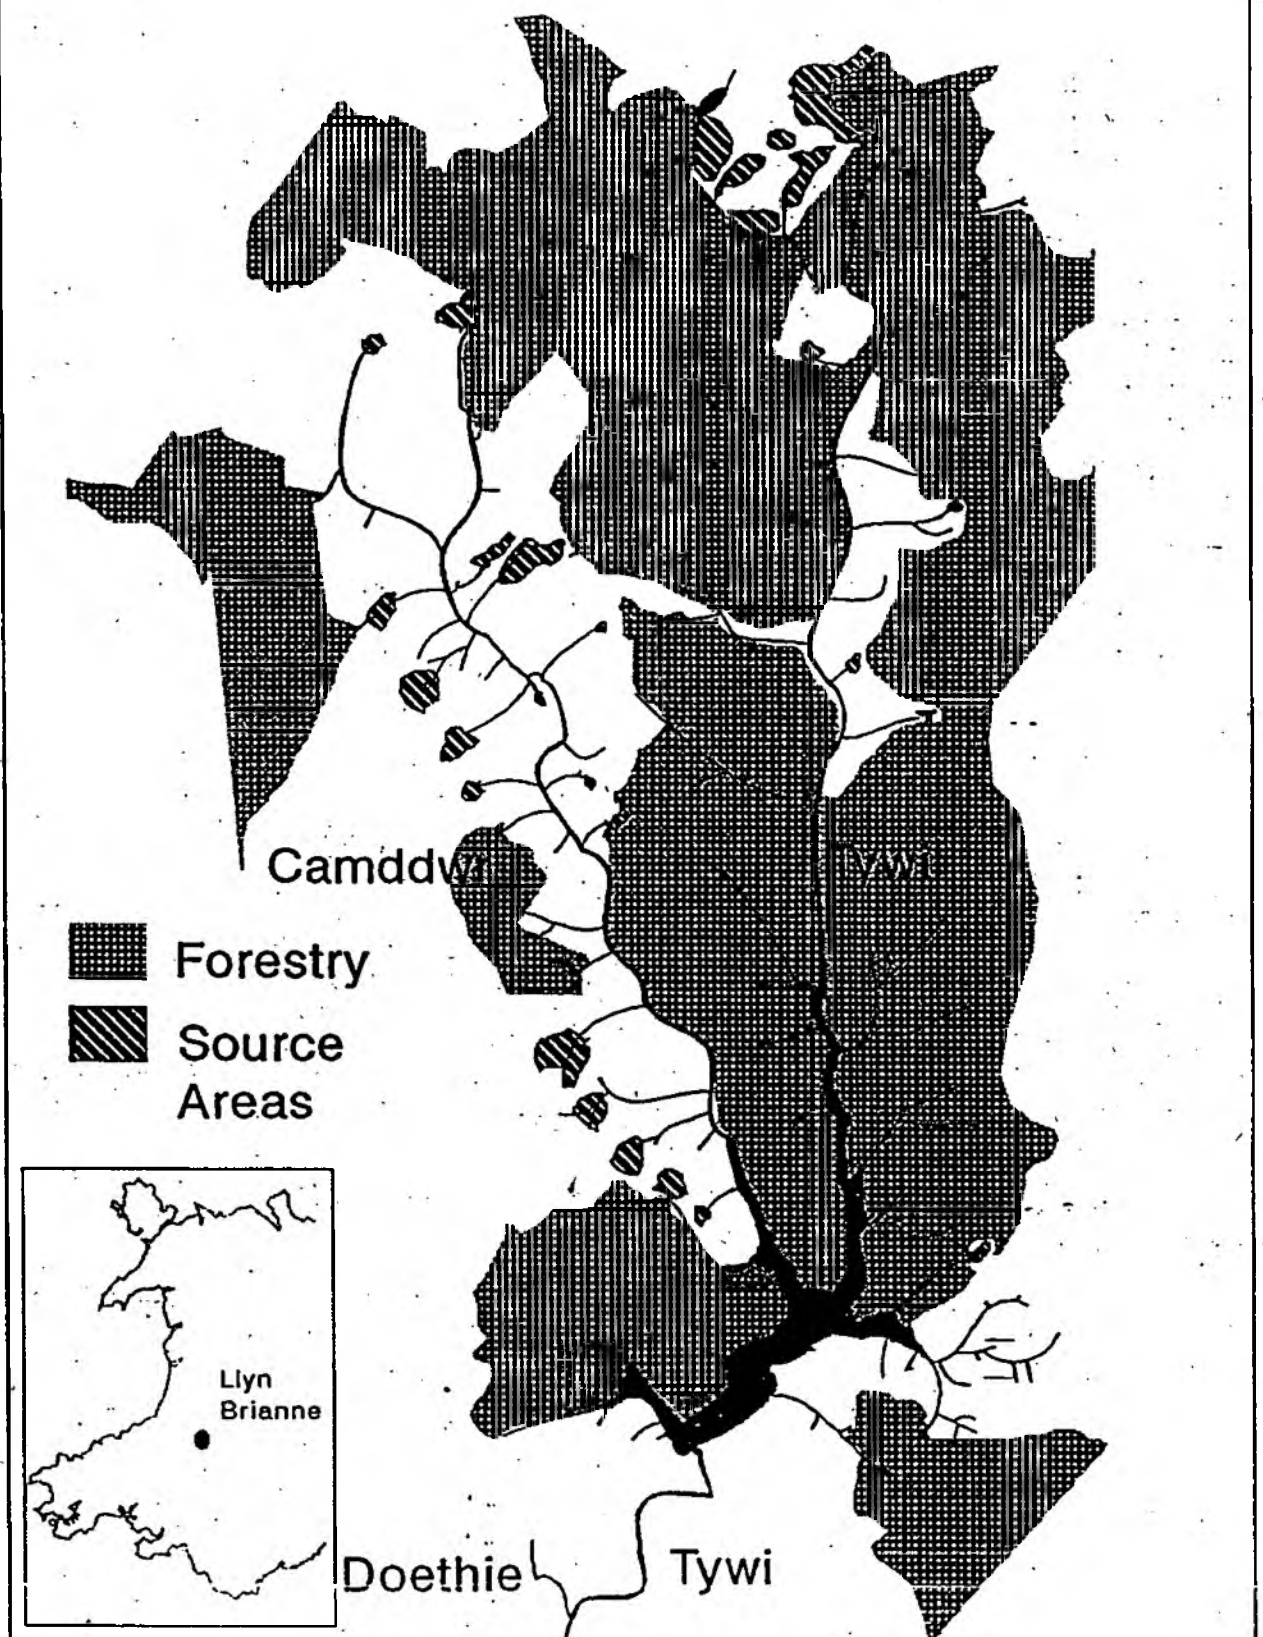 Camddwr
Tywi
Forestry
Source
Areas
Llyn
Brianne
Doethie
Tywi